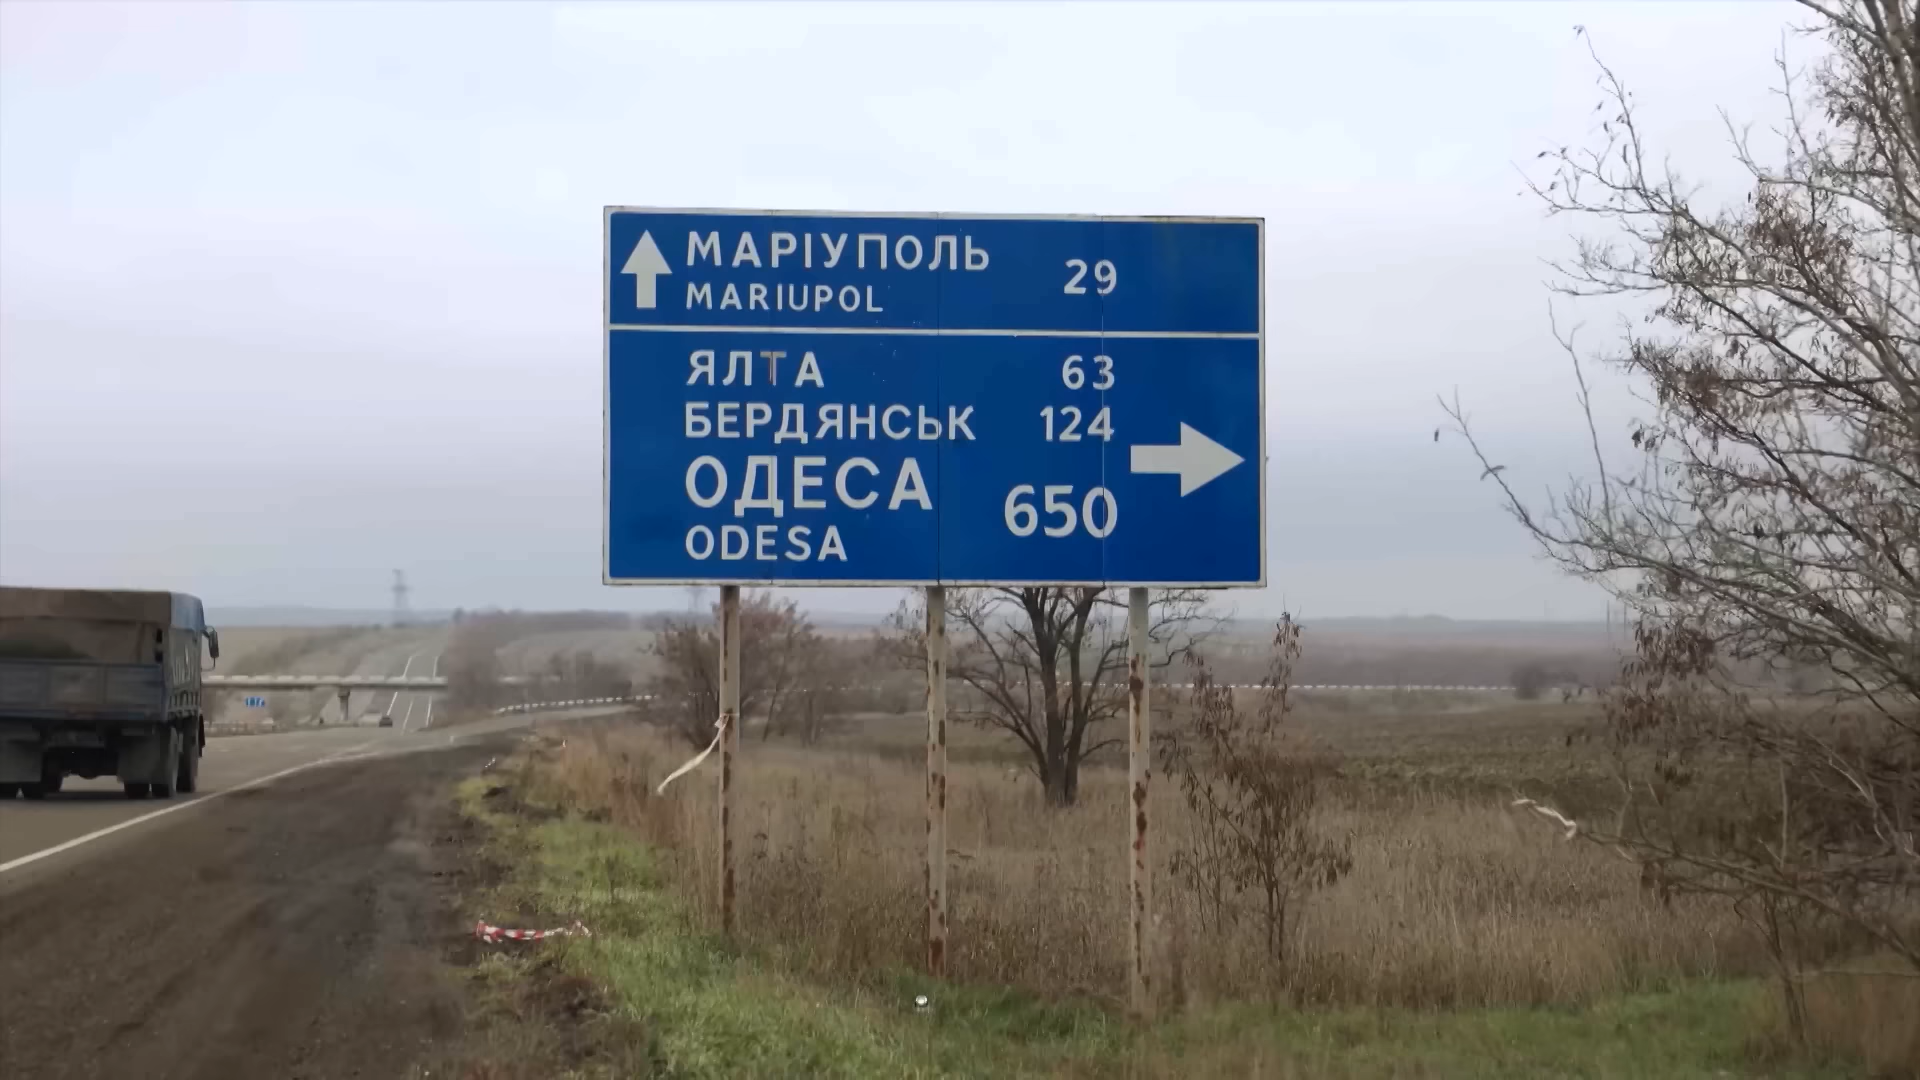 МАРІУПОЛЬ 29
MARIUPOL
ЯЛТА 63
БЕРДЯНСЬК 124
ОДЕСА 650
ODESA